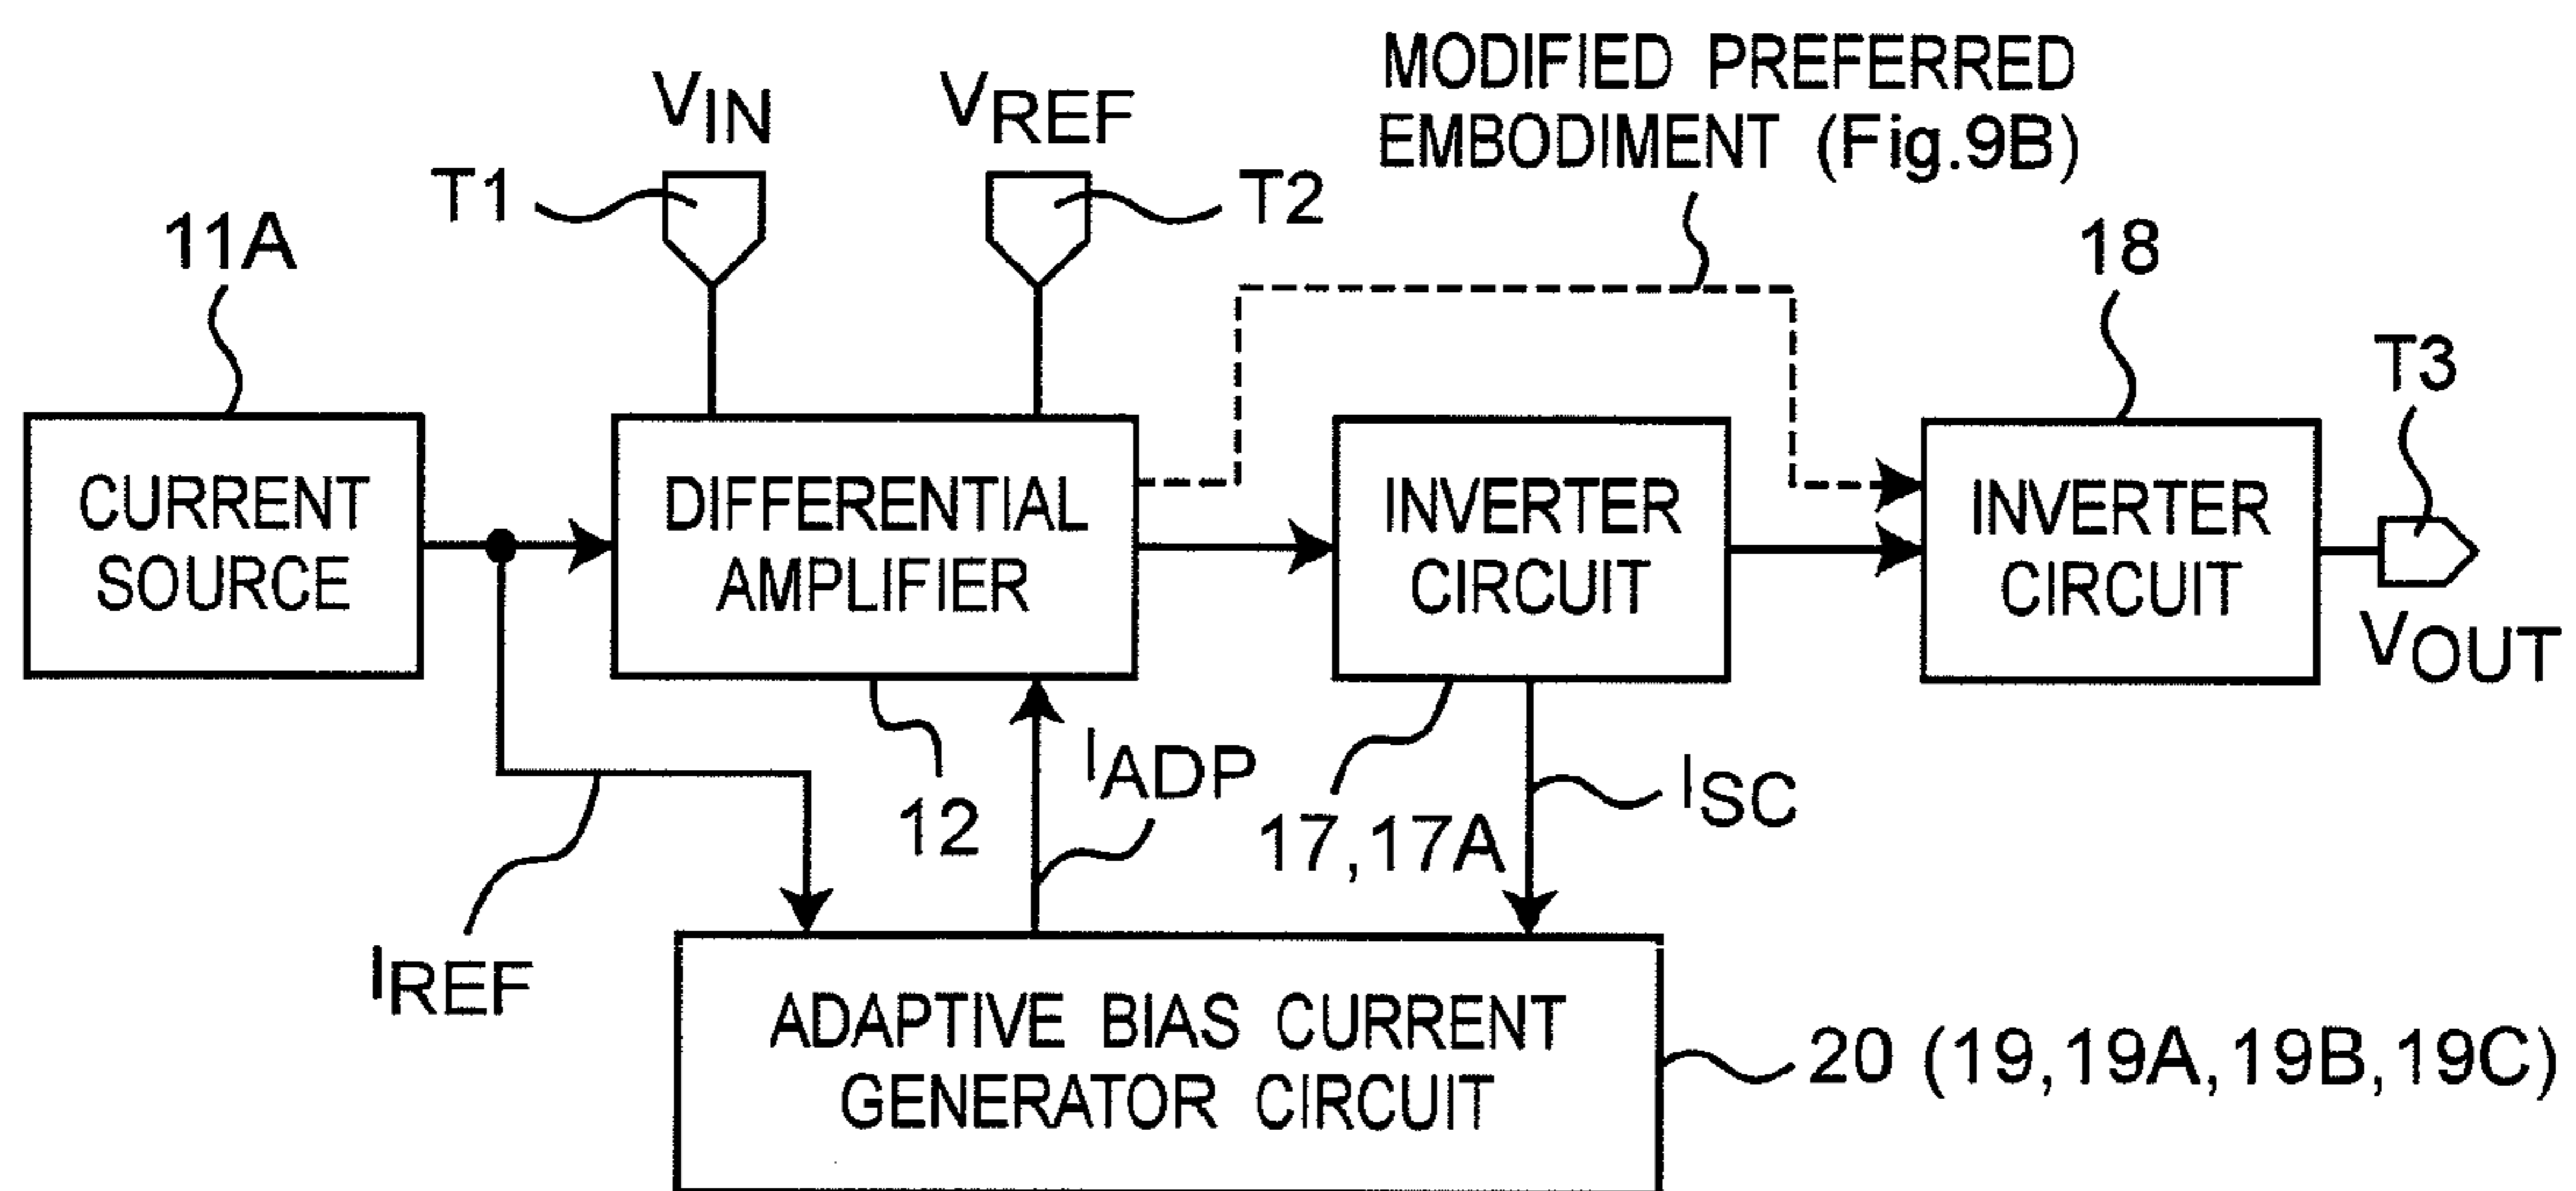 MODIFIED PREFERRED
EMBODIMENT (Fig.9B)
VIN
VREF
T1
T2
11A
18
T3
CURRENT
SOURCE
DIFFERENTIAL
AMPLIFIER
INVERTER
CIRCUIT
INVERTER
CIRCUIT
VOUT
12
IADP
17,17A
ISC
IREF
ADAPTIVE BIAS CURRENT
GENERATOR CIRCUIT
20 (19,19A,19B,19C)